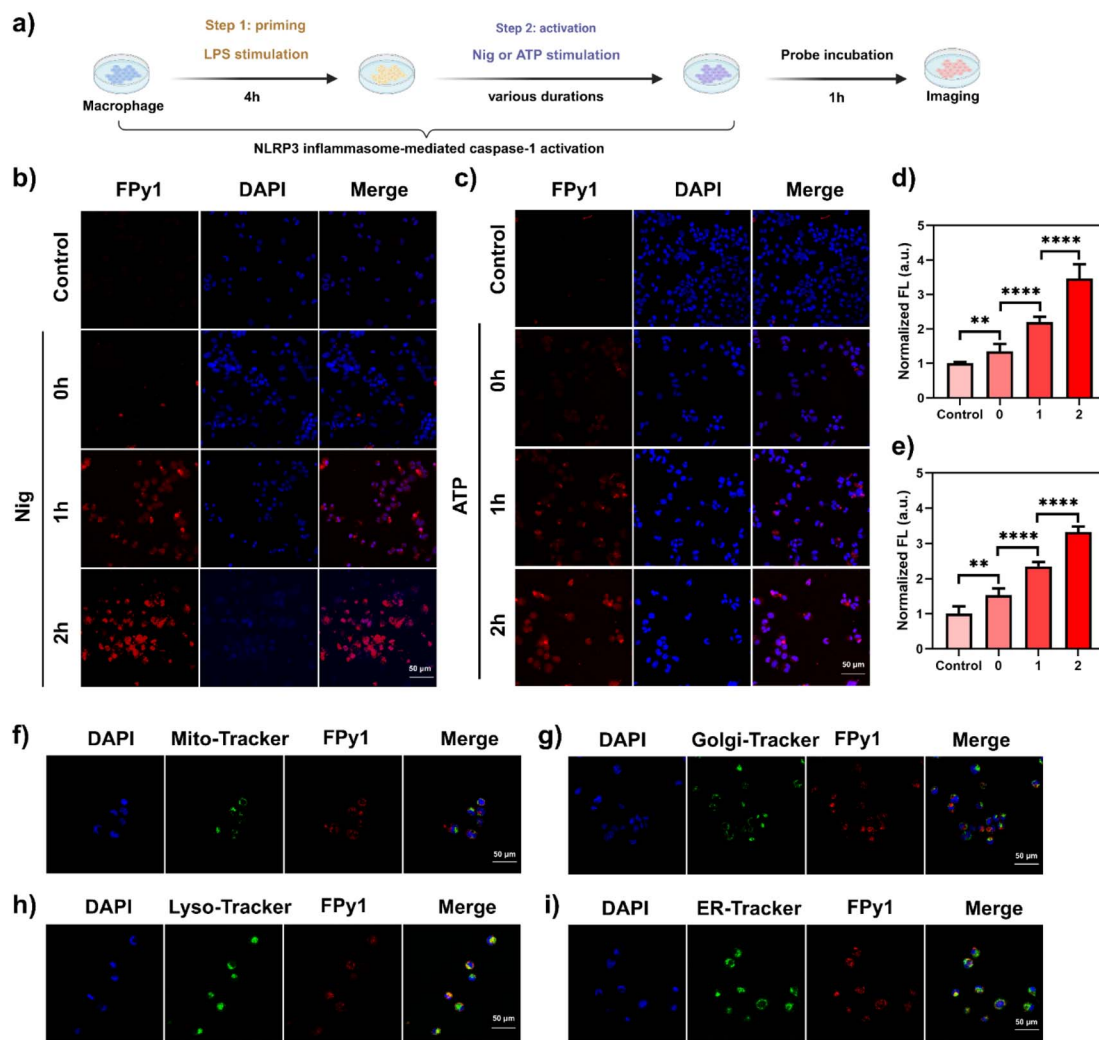 a)
Step 1: priming
LPS stimulation
4h
Step 2: activation
Nig or ATP stimulation
various durations
Probe incubation
1h
Macrophage
Imaging
NLRP3 inflammasome-mediated caspase-1 activation
b)
FPy1 DAPI Merge
Control
Nig
0h
1h
2h
50 µm
c)
FPy1 DAPI Merge
Control
ATP
0h
1h
2h
50 µm
d)
Normalized FL (a.u.)
5
4
3
2
1
0
** **** ****
Control 0 1 2
e)
Normalized FL (a.u.)
5
4
3
2
1
0
** **** ****
Control 0 1 2
f)
DAPI Mito-Tracker FPy1 Merge
50 µm
g)
DAPI Golgi-Tracker FPy1 Merge
50 µm
h)
DAPI Lyso-Tracker FPy1 Merge
50 µm
i)
DAPI ER-Tracker FPy1 Merge
50 µm